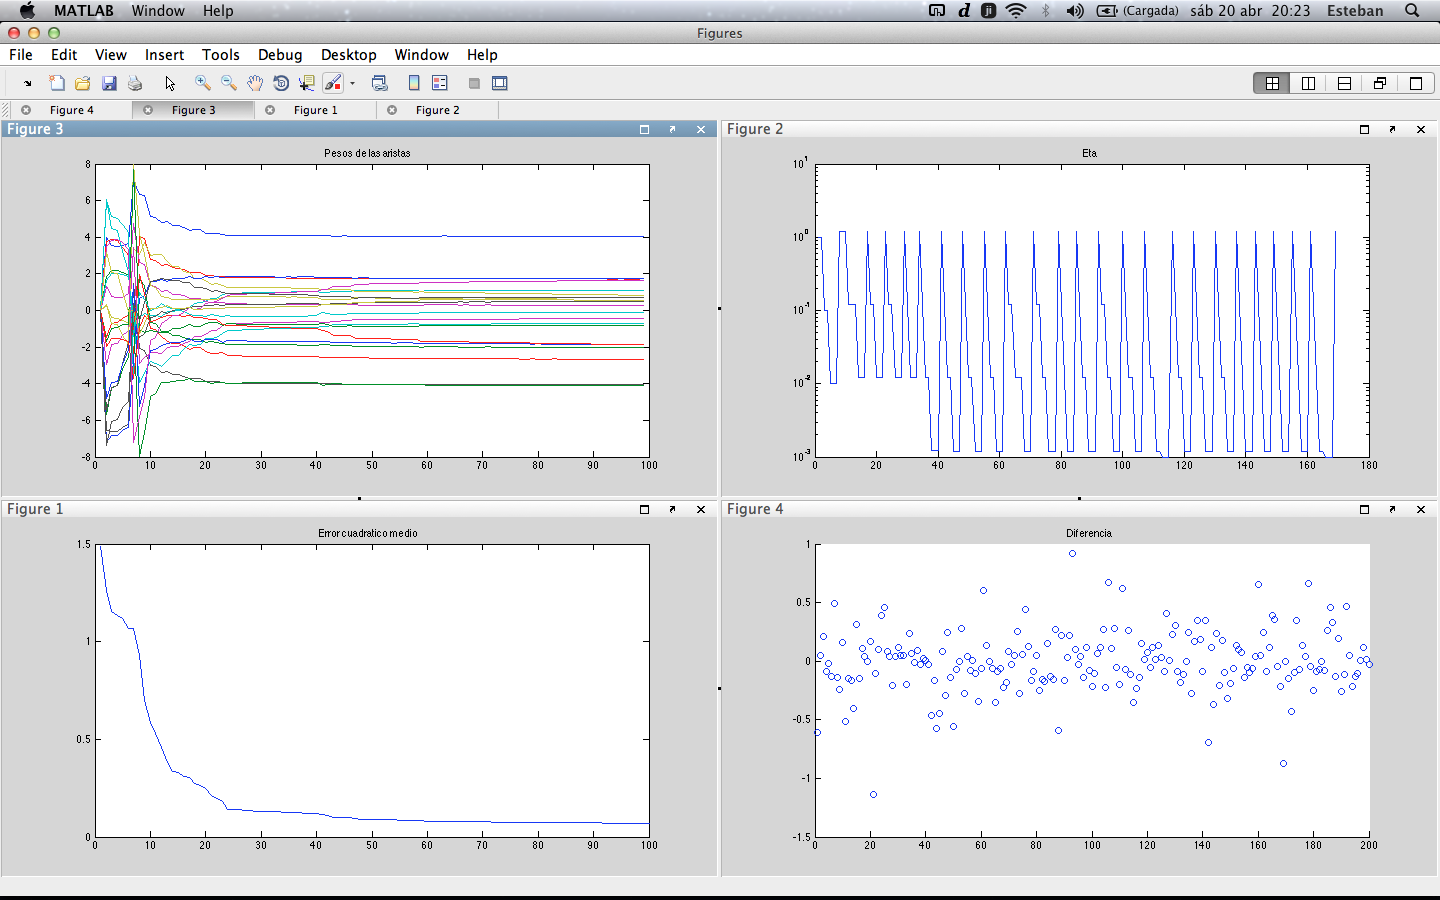 MATLAB Window Help (Cargada) sáb 20 abr 20:23 Esteban
Figures
File Edit View Insert Tools Debug Desktop Window Help
Figure 4 Figure 3 Figure 1 Figure 2
Figure 3
Pesos de las aristas
8
6
4
2
0
-2
-4
-6
-8
0 10 20 30 40 50 60 70 80 90 100
Figure 2
Eta
10^1
10^0
10^-1
10^-2
10^-3
0 20 40 60 80 100 120 140 160 180
Figure 1
Error cuadratico medio
1.5
1
0.5
0
0 10 20 30 40 50 60 70 80 90 100
Figure 4
Diferencia
1
0.5
0
-0.5
-1
-1.5
0 20 40 60 80 100 120 140 160 180 200